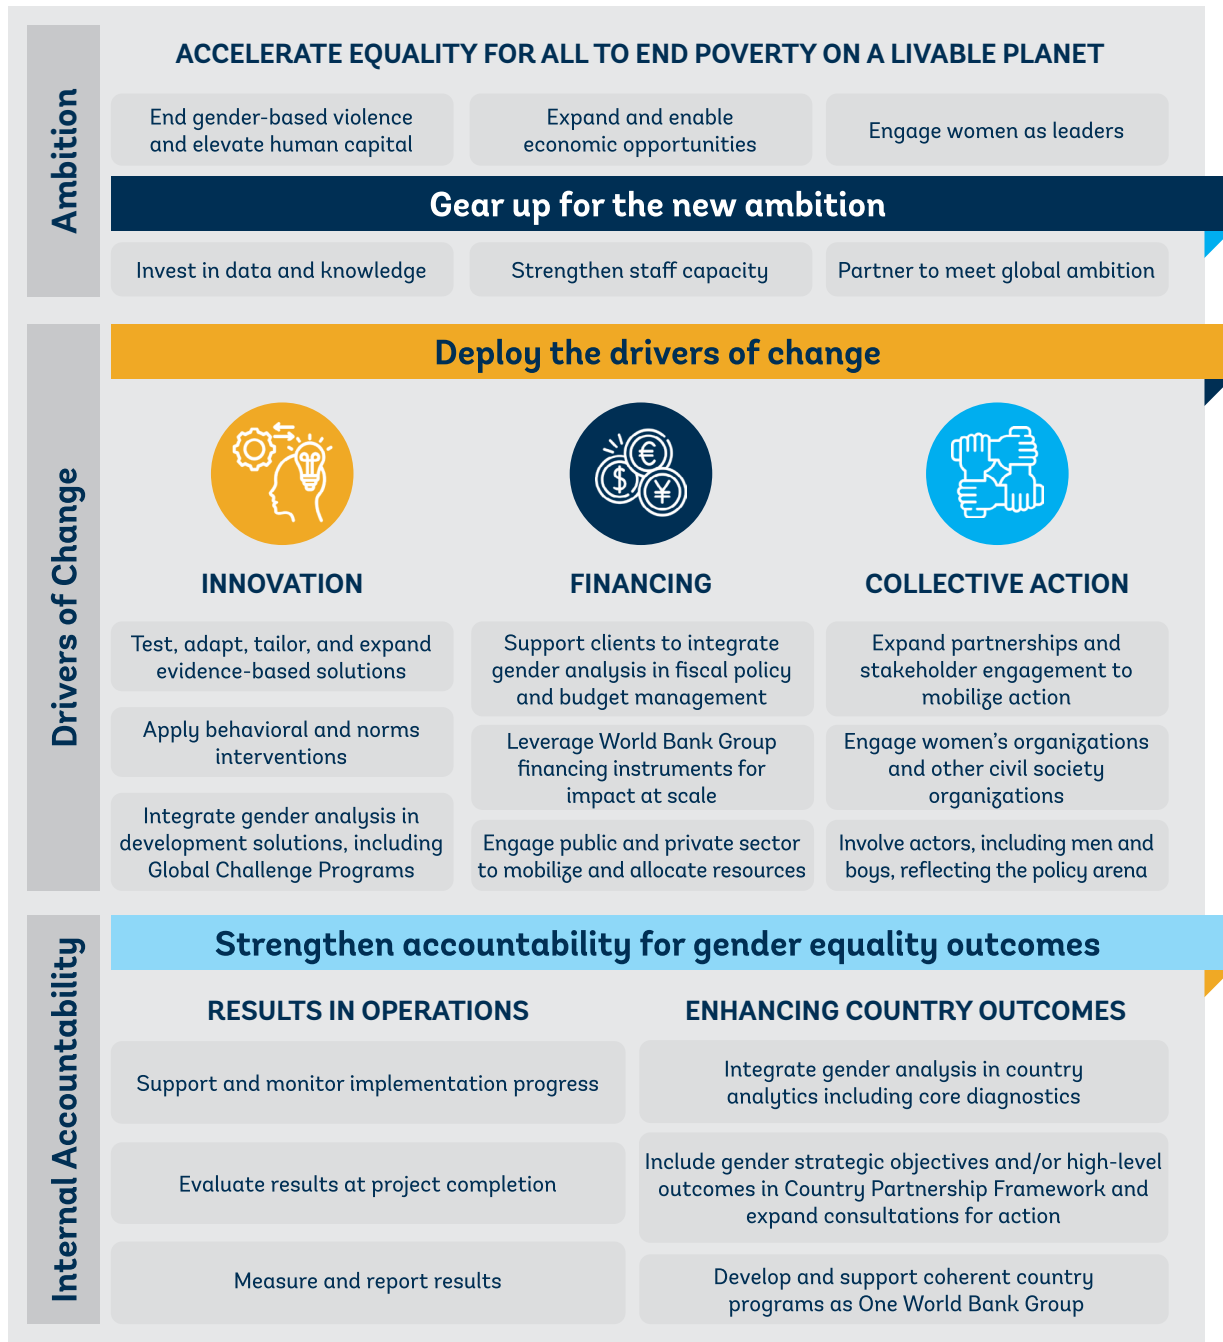 Ambition
ACCELERATE EQUALITY FOR ALL TO END POVERTY ON A LIVABLE PLANET
End gender-based violence
and elevate human capital
Expand and enable
economic opportunities
Engage women as leaders
Gear up for the new ambition
Invest in data and knowledge
Strengthen staff capacity
Partner to meet global ambition
Drivers of Change
Deploy the drivers of change
€
$
¥
INNOVATION
Test, adapt, tailor, and expand
evidence-based solutions
Apply behavioral and norms
interventions
Integrate gender analysis in
development solutions, including
Global Challenge Programs
FINANCING
Support clients to integrate
gender analysis in fiscal policy
and budget management
Leverage World Bank Group
financing instruments for
impact at scale
Engage public and private sector
to mobilize and allocate resources
COLLECTIVE ACTION
Expand partnerships and
stakeholder engagement to
mobilize action
Engage women's organizations
and other civil society
organizations
Involve actors, including men and
boys, reflecting the policy arena
Internal Accountability
Strengthen accountability for gender equality outcomes
RESULTS IN OPERATIONS
Support and monitor implementation progress
Evaluate results at project completion
Measure and report results
ENHANCING COUNTRY OUTCOMES
Integrate gender analysis in country
analytics including core diagnostics
Include gender strategic objectives and/or high-level
outcomes in Country Partnership Framework and
expand consultations for action
Develop and support coherent country
programs as One World Bank Group